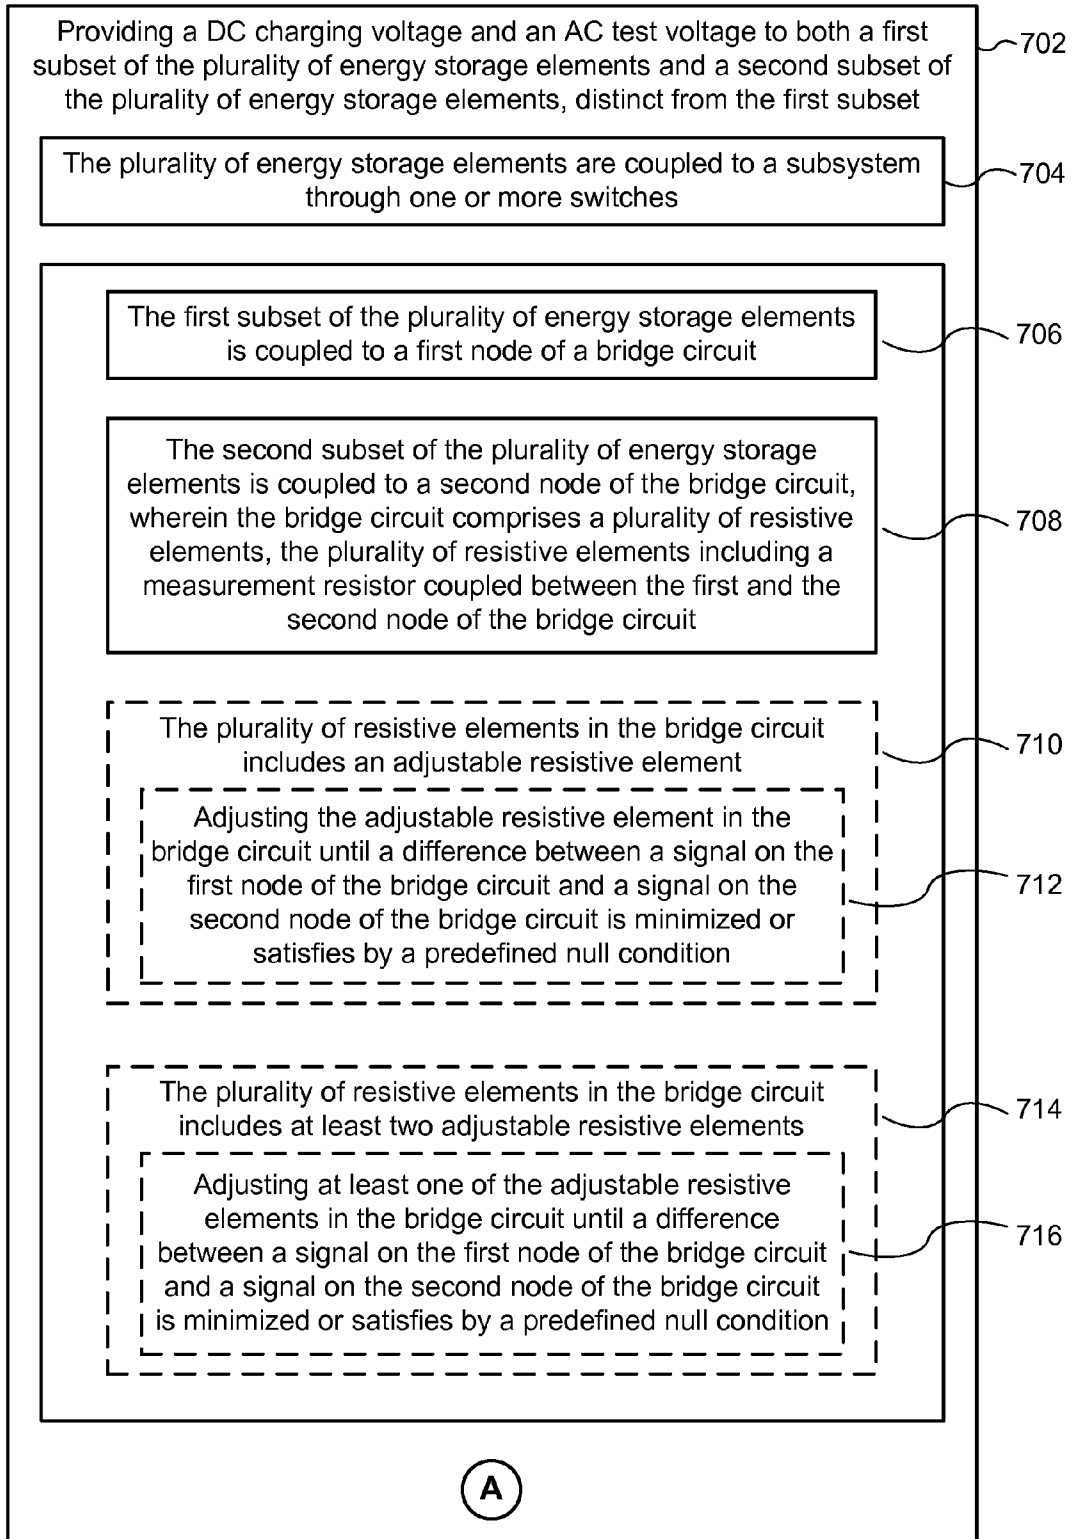 Providing a DC charging voltage and an AC test voltage to both a first
subset of the plurality of energy storage elements and a second subset of
the plurality of energy storage elements, distinct from the first subset
702
The plurality of energy storage elements are coupled to a subsystem
through one or more switches
704
The first subset of the plurality of energy storage elements
is coupled to a first node of a bridge circuit
706
The second subset of the plurality of energy storage
elements is coupled to a second node of the bridge circuit,
wherein the bridge circuit comprises a plurality of resistive
elements, the plurality of resistive elements including a
measurement resistor coupled between the first and the
second node of the bridge circuit
708
The plurality of resistive elements in the bridge circuit
includes an adjustable resistive element
710
Adjusting the adjustable resistive element in the
bridge circuit until a difference between a signal on the
first node of the bridge circuit and a signal on the
second node of the bridge circuit is minimized or
satisfies by a predefined null condition
712
The plurality of resistive elements in the bridge circuit
includes at least two adjustable resistive elements
714
Adjusting at least one of the adjustable resistive
elements in the bridge circuit until a difference
between a signal on the first node of the bridge circuit
and a signal on the second node of the bridge circuit
is minimized or satisfies by a predefined null condition
716
A